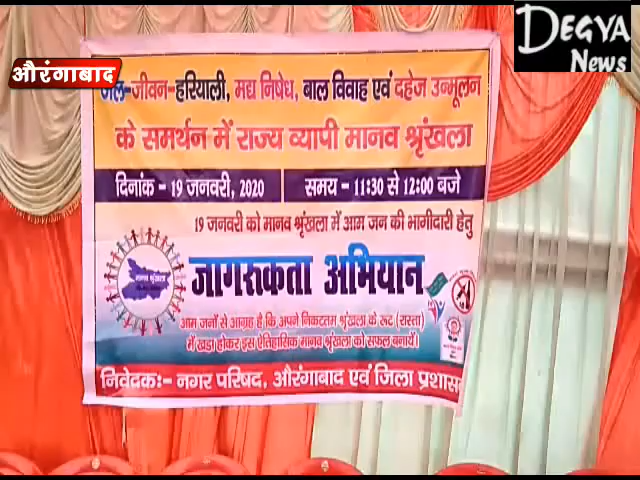 DEGYA
News
औरंगाबाद
जल-जीवन-हरियाली, मद्य निषेध, बाल विवाह एवं दहेज उन्मूलन
के समर्थन में राज्य व्यापी मानव श्रृंखला
दिनांक - 19 जनवरी, 2020 समय - 11:30 से 12:00 बजे
19 जनवरी को मानव श्रृंखला में आम जन की भागीदारी हेतु
मानव श्रृंखला
जागरुकता अभियान
आम जनों से आग्रह है कि अपने निकटतम श्रृंखला के रूट (रास्ता)
में खड़ा होकर इस ऐतिहासिक मानव श्रृंखला को सफल बनायें।
निवेदकः- नगर परिषद, औरंगाबाद एवं जिला प्रशास